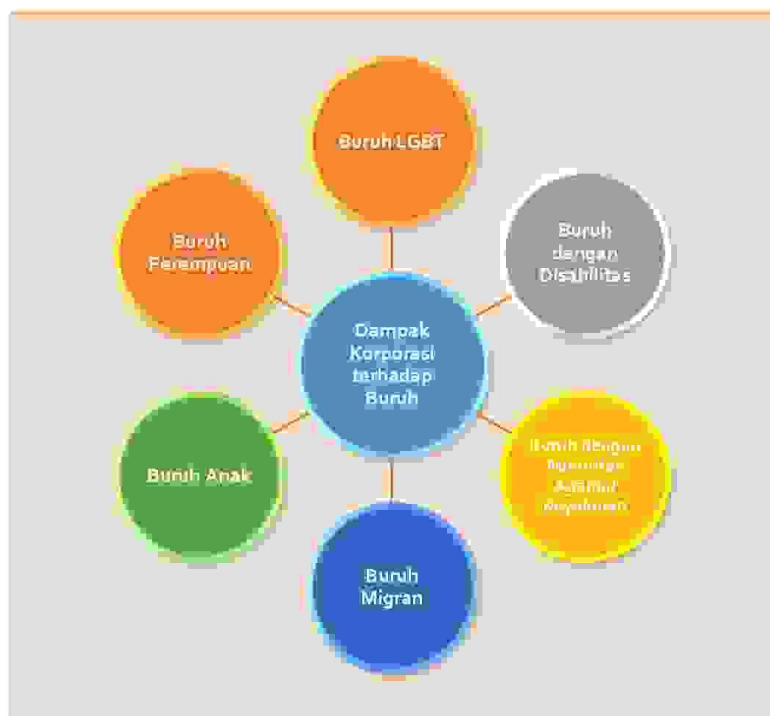 Buruh LGBT
Buruh
dengan
Disabilitas
Buruh
Perempuan
Dampak
Korporasi
terhadap
Buruh
Buruh dengan
Buruh Anak
Buruh
Migran